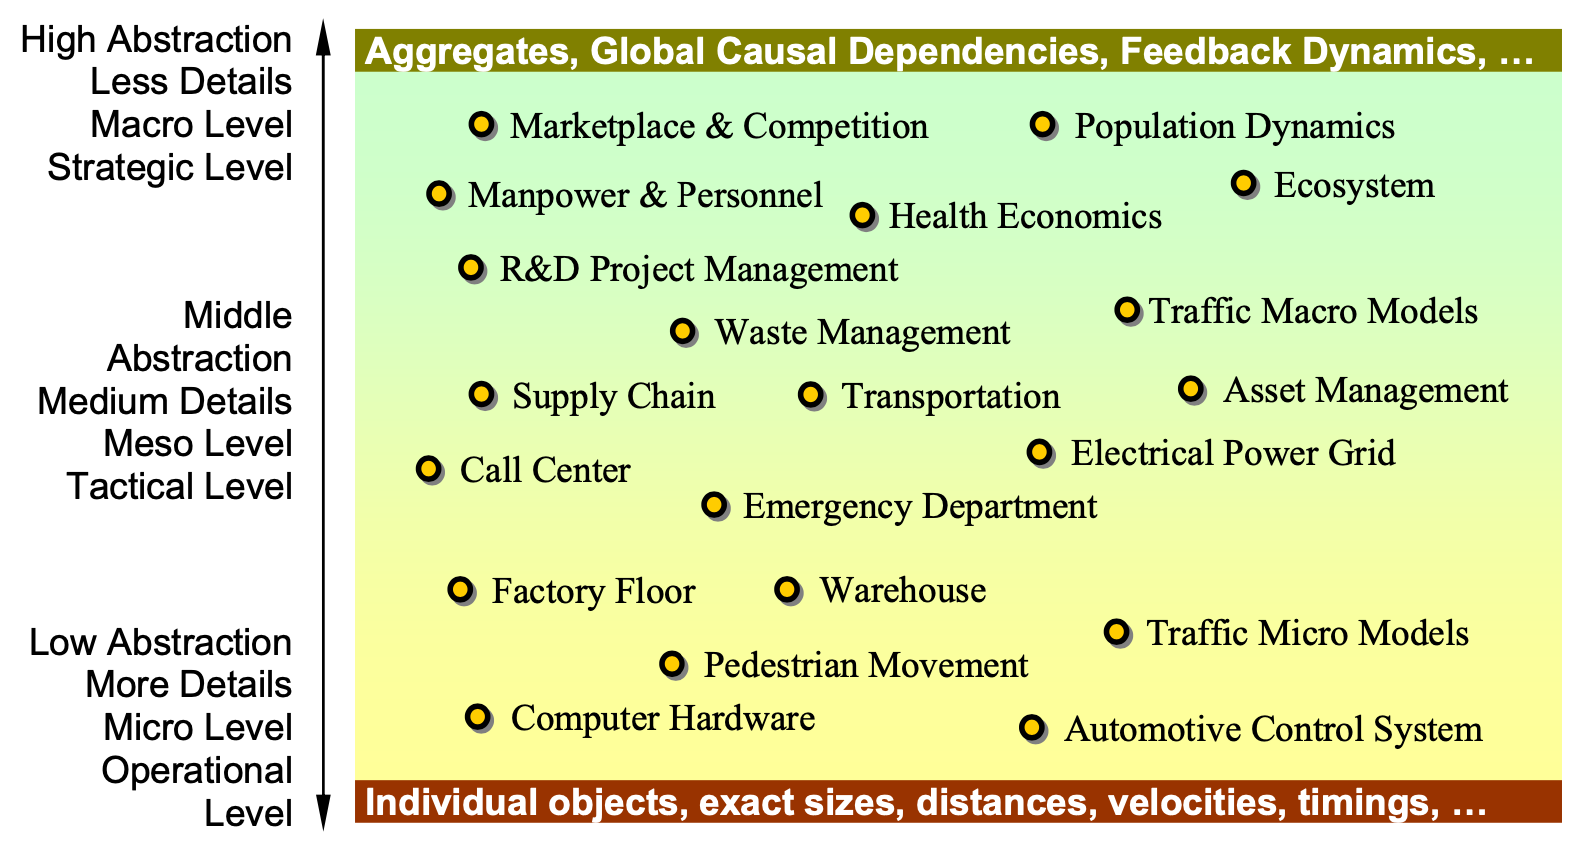 High Abstraction
Less Details
Macro Level
Strategic Level
Middle
Abstraction
Medium Details
Meso Level
Tactical Level
Low Abstraction
More Details
Micro Level
Operational
Level
Aggregates, Global Causal Dependencies, Feedback Dynamics, …
Marketplace & Competition
Population Dynamics
Manpower & Personnel
Ecosystem
Health Economics
R&D Project Management
Traffic Macro Models
Waste Management
Supply Chain
Transportation
Asset Management
Call Center
Electrical Power Grid
Emergency Department
Factory Floor
Warehouse
Traffic Micro Models
Pedestrian Movement
Computer Hardware
Automotive Control System
Individual objects, exact sizes, distances, velocities, timings, …